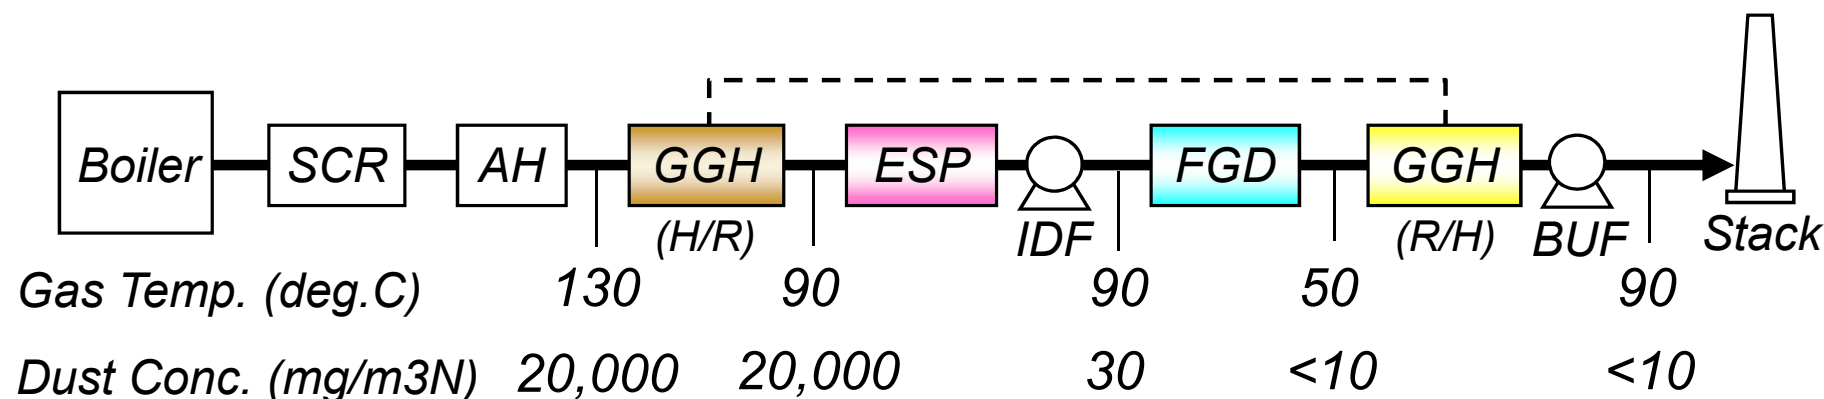 Boiler SCR AH GGH ESP FGD GGH
(H/R) IDF (R/H) BUF Stack
Gas Temp. (deg.C) 130 90 90 50 90
Dust Conc. (mg/m3N) 20,000 20,000 30 <10 <10